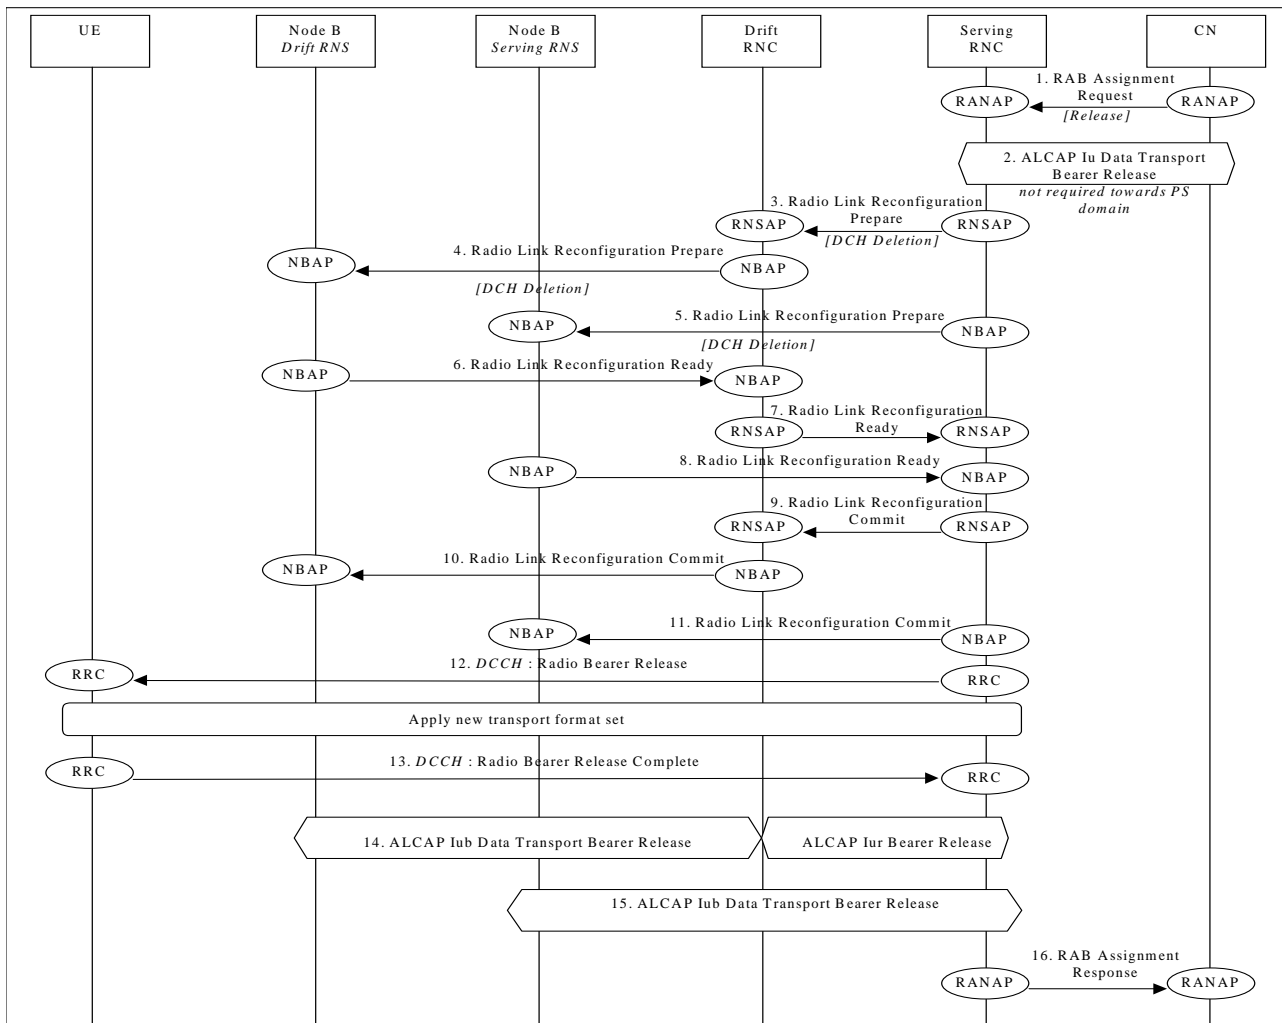 UE
Node B
Drift RNS
Node B
Serving RNS
Drift
RNC
Serving
RNC
CN
1. RAB Assignment
Request
RANAP
RANAP
[Release]
2. ALCAP Iu Data Transport
Bearer Release
not required towards PS
domain
3. Radio Link Reconfiguration
Prepare
RNSAP
RNSAP
[DCH Deletion]
4. Radio Link Reconfiguration Prepare
NBAP
NBAP
[DCH Deletion]
5. Radio Link Reconfiguration Prepare
NBAP
NBAP
[DCH Deletion]
6. Radio Link Reconfiguration Ready
NBAP
NBAP
7. Radio Link Reconfiguration
Ready
RNSAP
RNSAP
8. Radio Link Reconfiguration Ready
NBAP
NBAP
9. Radio Link Reconfiguration
Commit
RNSAP
RNSAP
10. Radio Link Reconfiguration Commit
NBAP
NBAP
11. Radio Link Reconfiguration Commit
NBAP
NBAP
12. DCCH : Radio Bearer Release
RRC
RRC
Apply new transport format set
13. DCCH : Radio Bearer Release Complete
RRC
RRC
14. ALCAP Iub Data Transport Bearer Release
ALCAP Iur Bearer Release
15. ALCAP Iub Data Transport Bearer Release
16. RAB Assignment
Response
RANAP
RANAP